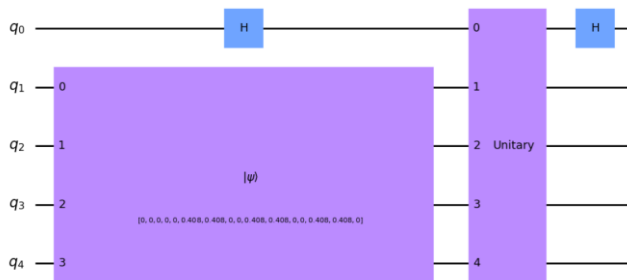 q0 H 0 H
q1 0 1
q2 1 2 Unitary
|ψ⟩
q3 2 [0, 0, 0, 0, 0, 0.408, 0.408, 0, 0, 0.408, 0.408, 0, 0, 0.408, 0.408, 0] 3
q4 3 4